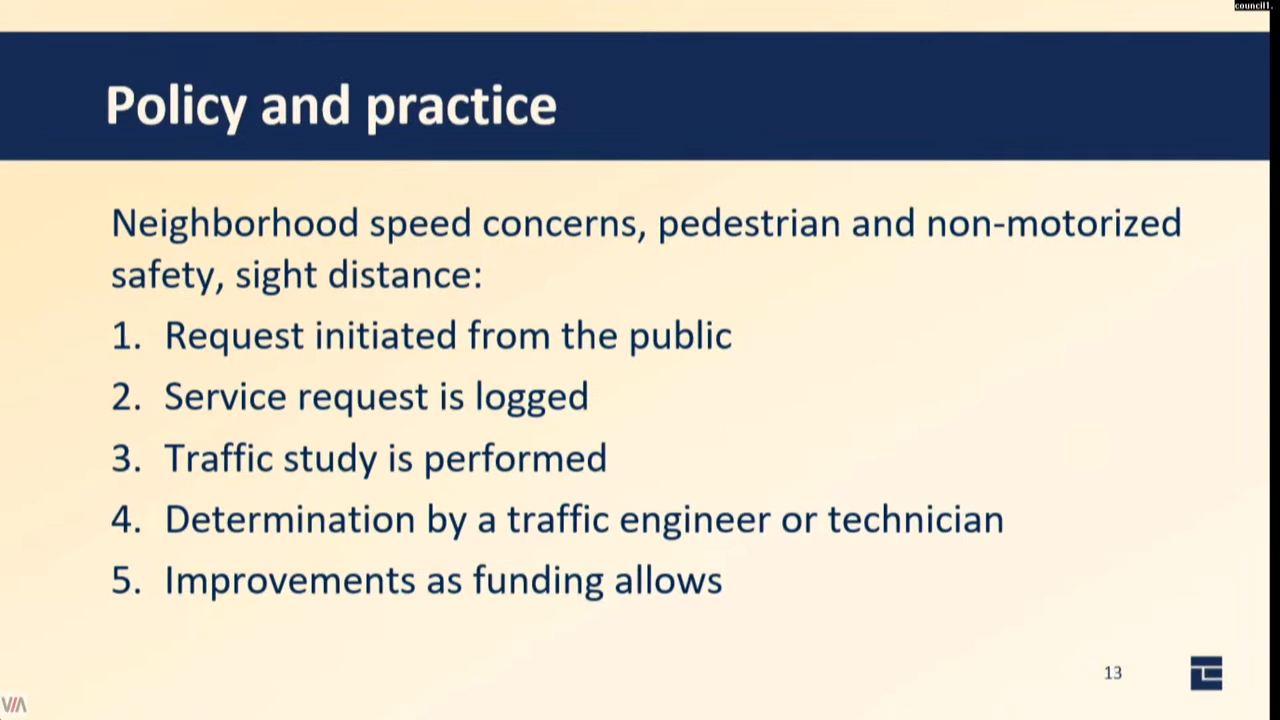 council1.
Policy and practice
Neighborhood speed concerns, pedestrian and non-motorized
safety, sight distance:
1. Request initiated from the public
2. Service request is logged
3. Traffic study is performed
4. Determination by a traffic engineer or technician
5. Improvements as funding allows
13
VIA